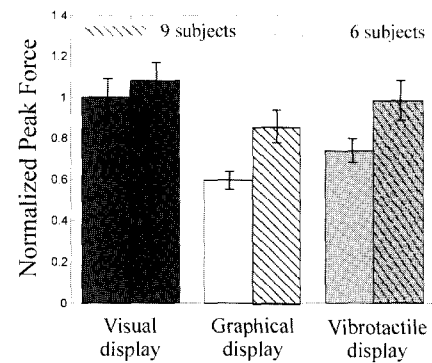 9 subjects 6 subjects
Normalized Peak Force
1.4
1.2
1
0.8
0.6
0.4
0.2
0
Visual display
Graphical display
Vibrotactile display